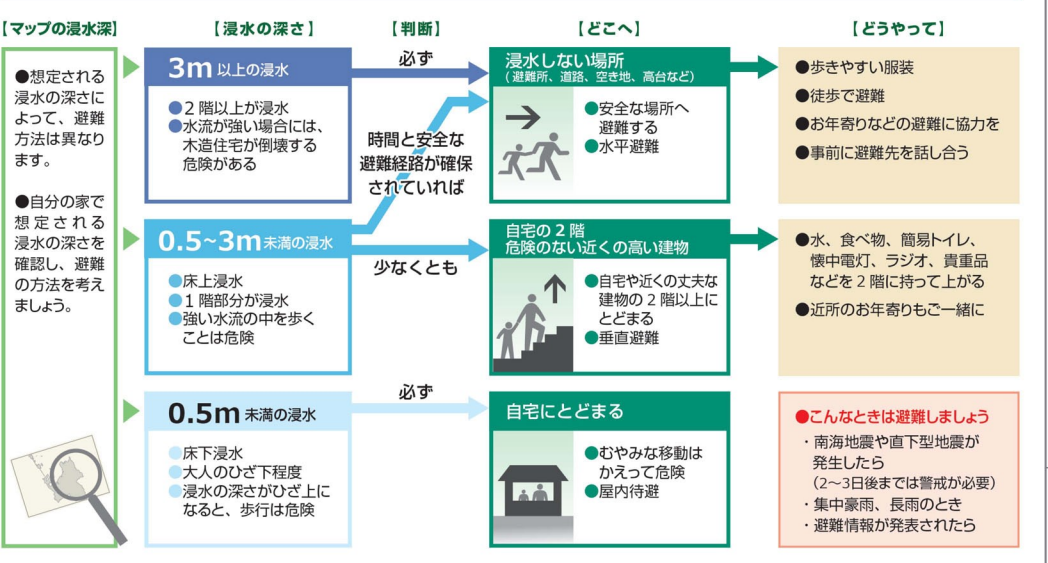 【マップの浸水深】
【浸水の深さ】
【判断】
【どこへ】
【どうやって】
●想定される
浸水の深さに
よって、避難
方法は異なり
ます。
●自分の家で
想定される
浸水の深さを
確認し、避難
の方法を考え
ましょう。
3m 以上の浸水
●2階以上が浸水
●水流が強い場合には、
木造住宅が倒壊する
危険がある
必ず
時間と安全な
避難経路が確保
されていれば
浸水しない場所
(避難所、道路、空き地、高台など)
●安全な場所へ
避難する
●水平避難
●歩きやすい服装
●徒歩で避難
●お年寄りなどの避難に協力を
●事前に避難先を話し合う
0.5~3m 未満の浸水
●床上浸水
●1階部分が浸水
●強い水流の中を歩く
ことは危険
少なくとも
自宅の2階
危険のない近くの高い建物
●自宅や近くの丈夫な
建物の2階以上に
とどまる
●垂直避難
●水、食べ物、簡易トイレ、
懐中電灯、ラジオ、貴重品
などを2階に持って上がる
●近所のお年寄りもご一緒に
0.5m 未満の浸水
●床下浸水
●大人のひざ下程度
●浸水の深さがひざ上に
なると、歩行は危険
必ず
自宅にとどまる
●むやみな移動は
かえって危険
●屋内待避
●こんなときは避難しましょう
・南海地震や直下型地震が
発生したら
(2～3日後までは警戒が必要)
・集中豪雨、長雨のとき
・避難情報が発表されたら